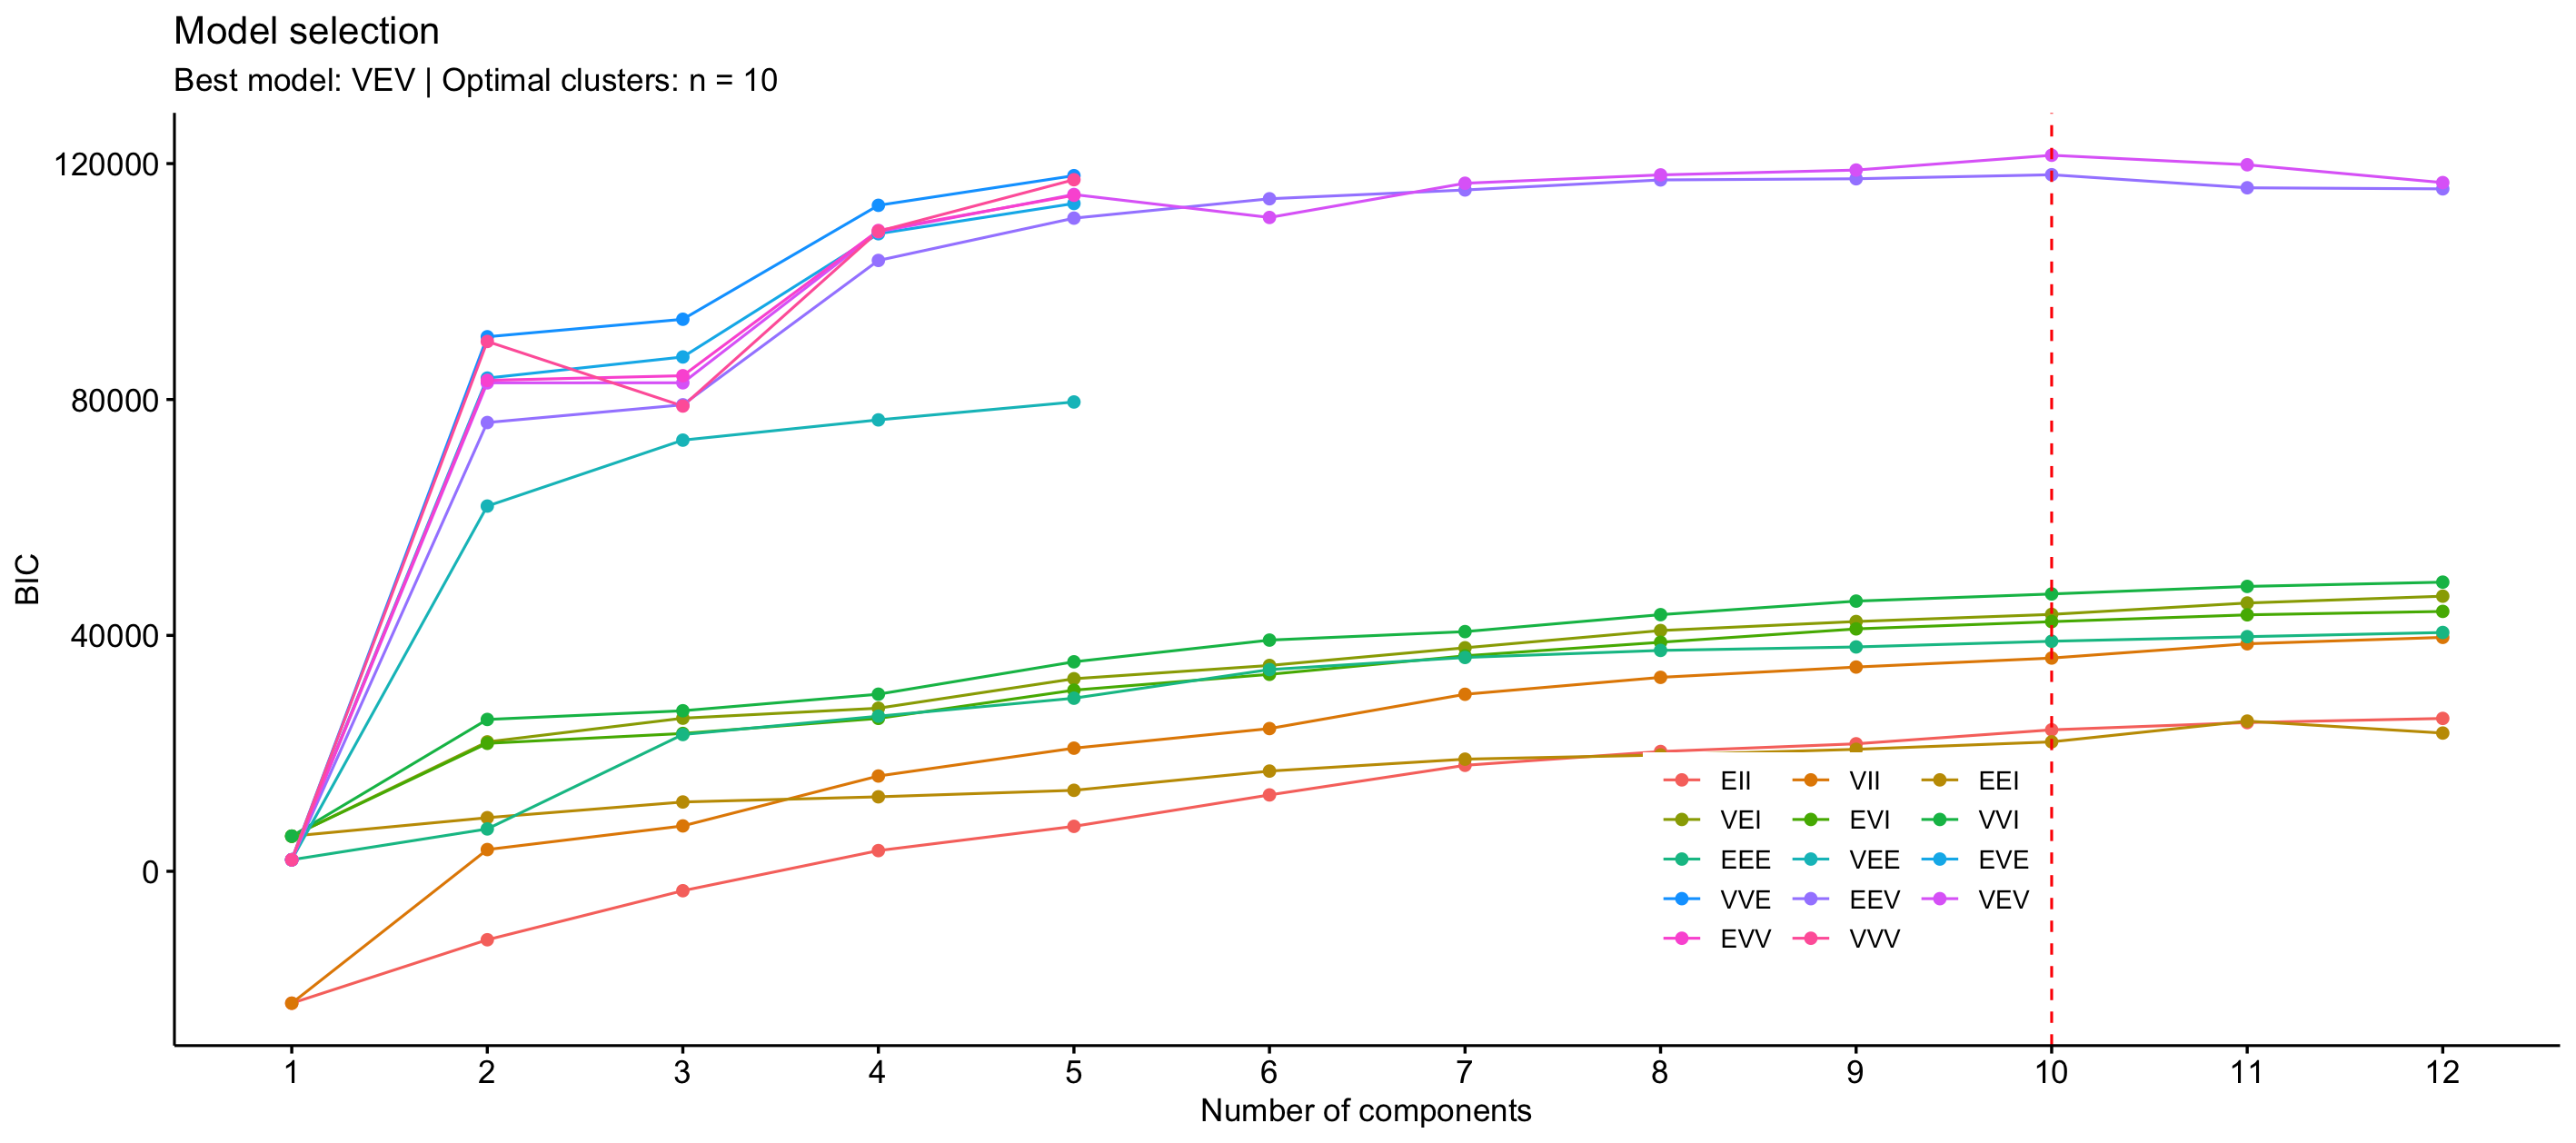 Model selection
Best model: VEV | Optimal clusters: n = 10
120000
80000
40000
0
BIC
EII VII EEI
VEI EVI VVI
EEE VEE EVE
VVE EEV VEV
EVV VVV
1 2 3 4 5 6 7 8 9 10 11 12
Number of components